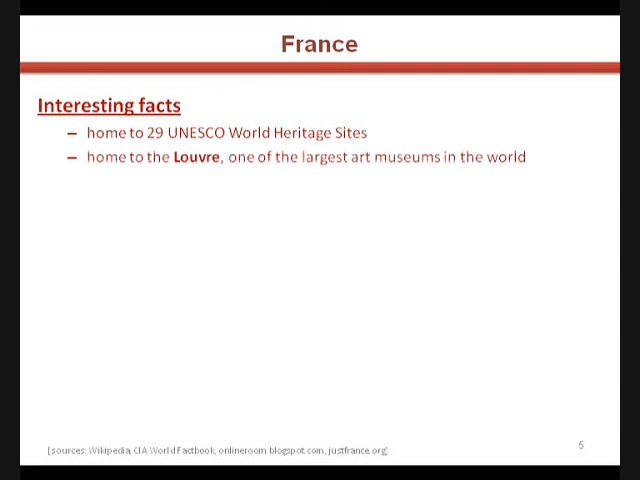 France
Interesting facts
– home to 29 UNESCO World Heritage Sites
– home to the Louvre, one of the largest art museums in the world
[sources: Wikipedia, CIA World Factbook, onlineroom.blogspot.com, justfrance.org]
5